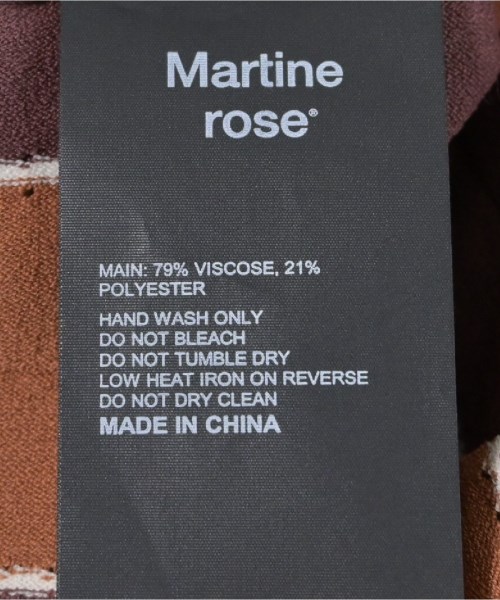 Martine
rose®
MAIN: 79% VISCOSE, 21%
POLYESTER
HAND WASH ONLY
DO NOT BLEACH
DO NOT TUMBLE DRY
LOW HEAT IRON ON REVERSE
DO NOT DRY CLEAN
MADE IN CHINA